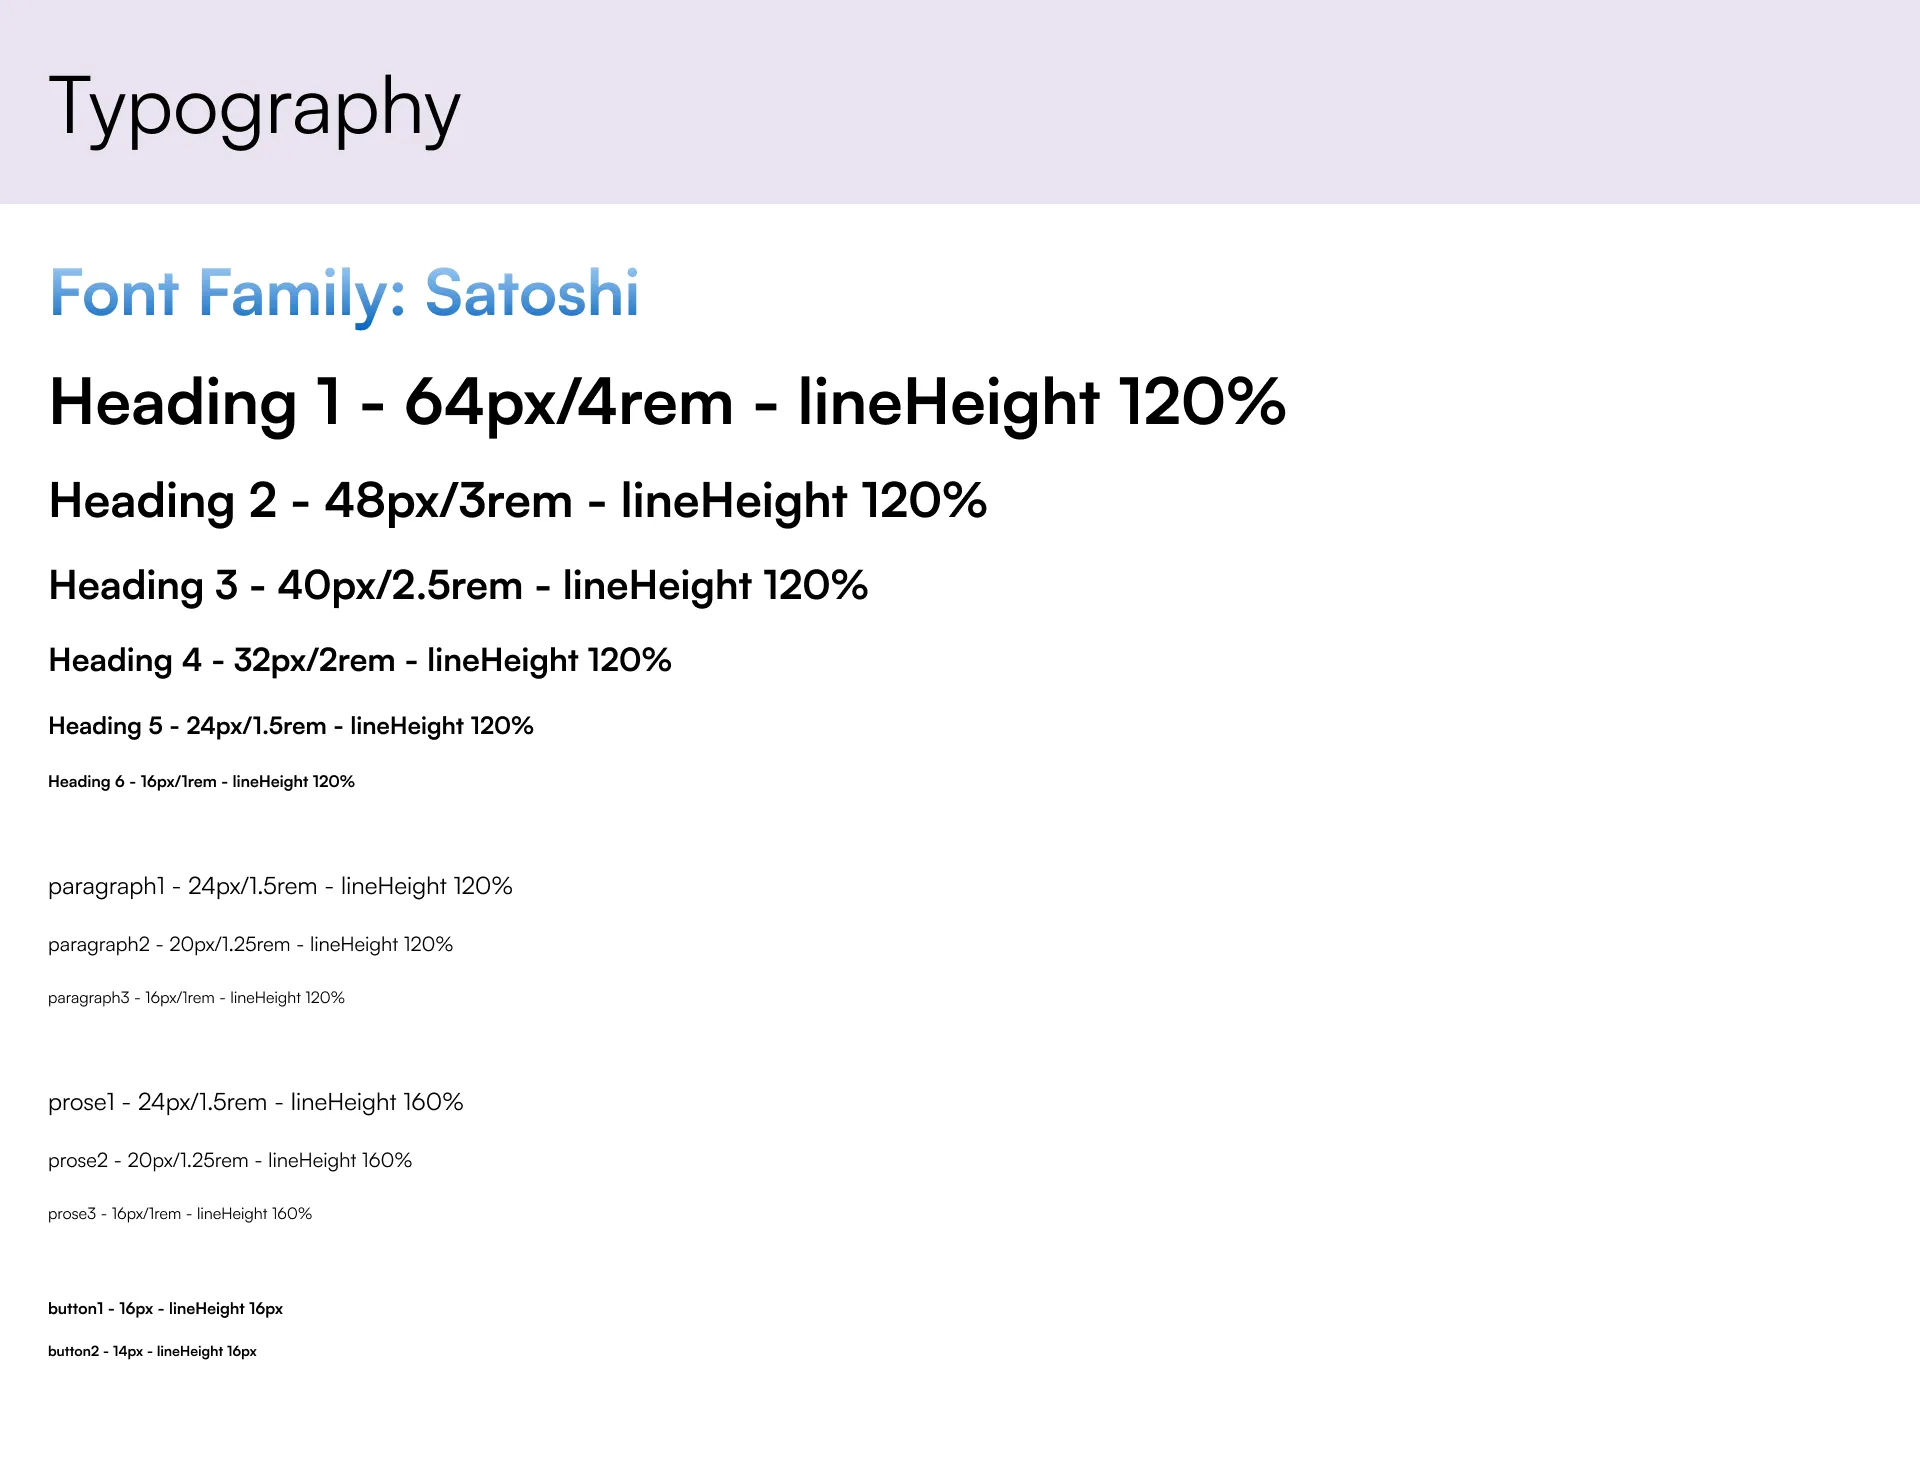 Typography
Font Family: Satoshi
Heading 1 - 64px/4rem - lineHeight 120%
Heading 2 - 48px/3rem - lineHeight 120%
Heading 3 - 40px/2.5rem - lineHeight 120%
Heading 4 - 32px/2rem - lineHeight 120%
Heading 5 - 24px/1.5rem - lineHeight 120%
Heading 6 - 16px/1rem - lineHeight 120%
paragraph1 - 24px/1.5rem - lineHeight 120%
paragraph2 - 20px/1.25rem - lineHeight 120%
paragraph3 - 16px/1rem - lineHeight 120%
prose1 - 24px/1.5rem - lineHeight 160%
prose2 - 20px/1.25rem - lineHeight 160%
prose3 - 16px/1rem - lineHeight 160%
button1 - 16px - lineHeight 16px
button2 - 14px - lineHeight 16px